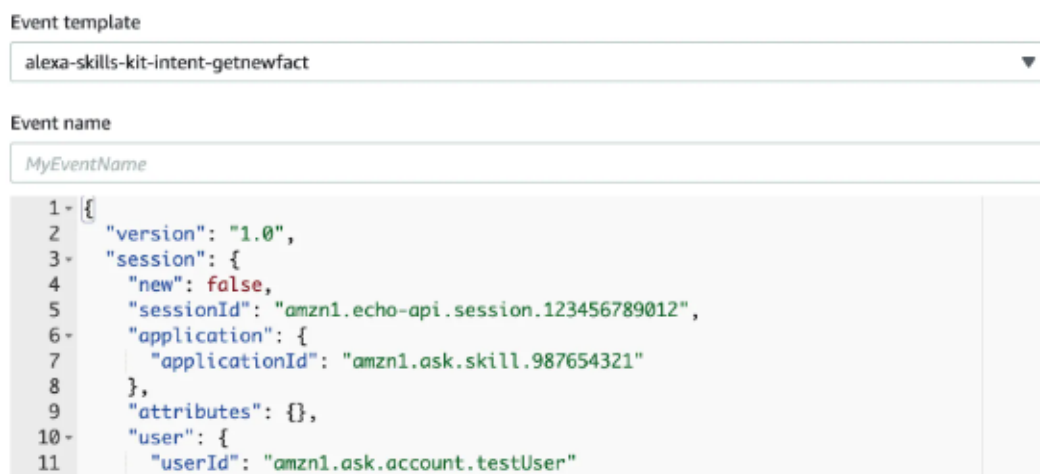 Event template
alexa-skills-kit-intent-getnewfact
Event name
MyEventName
1 {
2 "version": "1.0",
3 "session": {
4 "new": false,
5 "sessionId": "amzn1.echo-api.session.123456789012",
6 "application": {
7 "applicationId": "amzn1.ask.skill.987654321"
8 },
9 "attributes": {},
10 "user": {
11 "userId": "amzn1.ask.account.testUser"